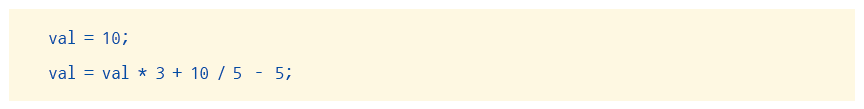 val = 10;
val = val * 3 + 10 / 5 - 5;